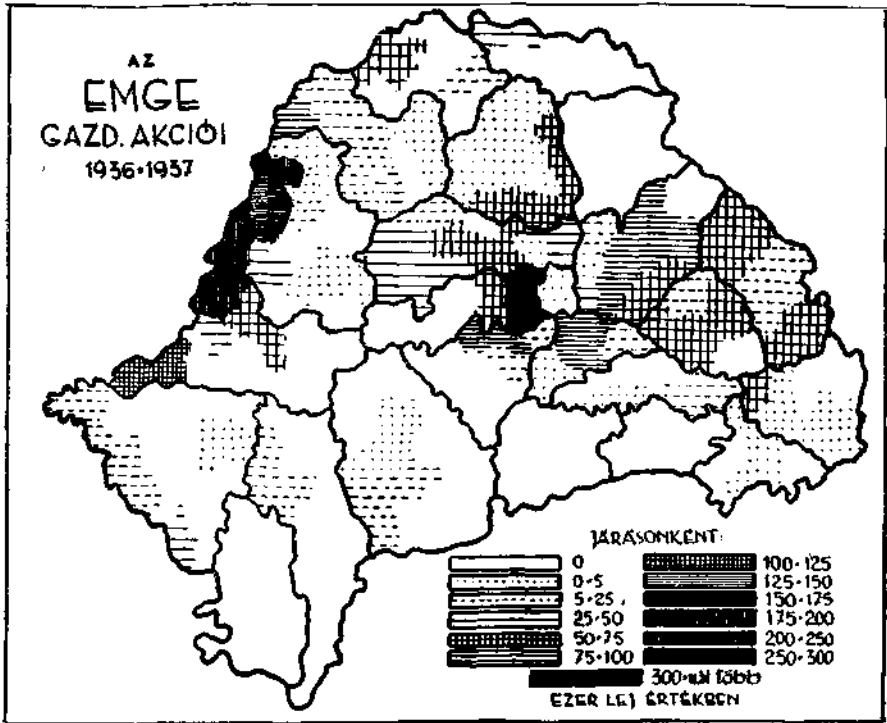 AZ
EMGE
GAZD. AKCIÓI
1936•1937
JÁRÁSONKÉNT:
0
0-5
5-25
25-50
50-75
75-100
100-125
125-150
150-175
175-200
200-250
250-300
300-nál több
EZER LEJ ÉRTÉKBEN